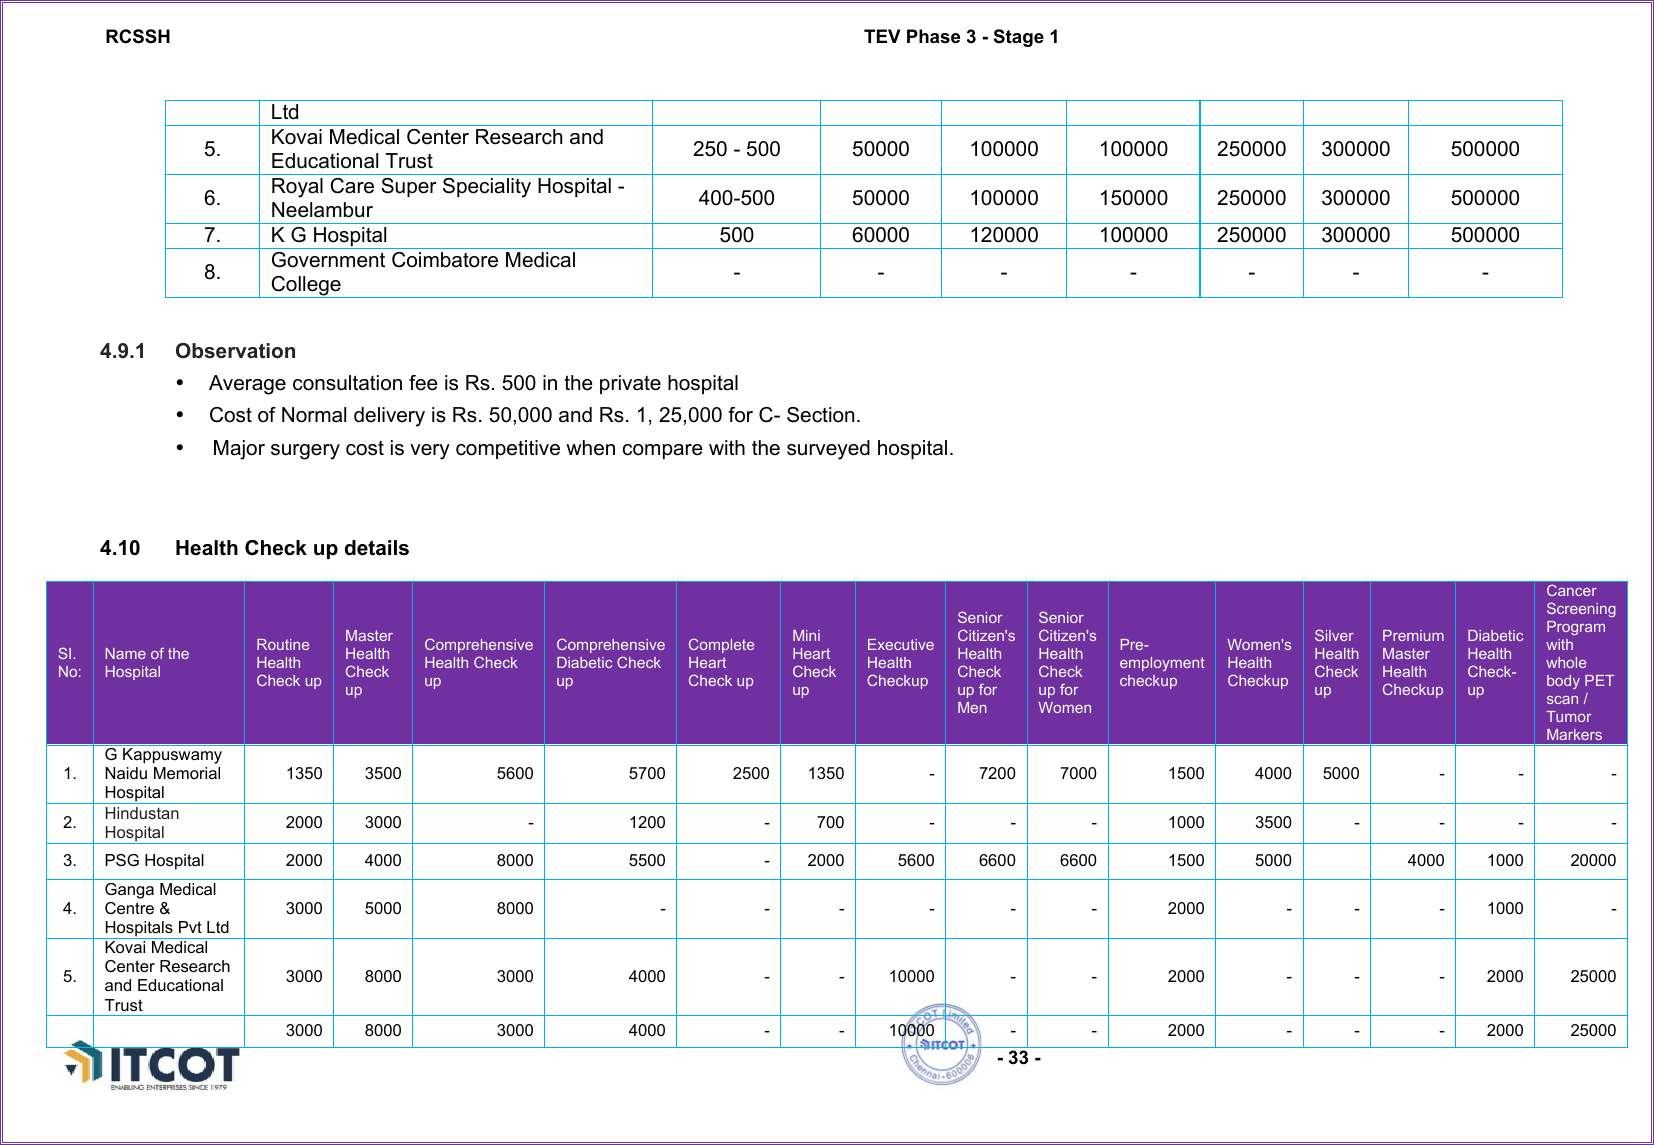 RCSSH TEV Phase 3 - Stage 1
Ltd
5. Kovai Medical Center Research and Educational Trust 250 - 500 50000 100000 100000 250000 300000 500000
6. Royal Care Super Speciality Hospital - Neelambur 400-500 50000 100000 150000 250000 300000 500000
7. K G Hospital 500 60000 120000 100000 250000 300000 500000
8. Government Coimbatore Medical College - - - - - - -
4.9.1 Observation
• Average consultation fee is Rs. 500 in the private hospital
• Cost of Normal delivery is Rs. 50,000 and Rs. 1, 25,000 for C- Section.
• Major surgery cost is very competitive when compare with the surveyed hospital.
4.10 Health Check up details
SI. No: Name of the Hospital Routine Health Check up Master Health Check up Comprehensive Health Check up Comprehensive Diabetic Check up Complete Heart Check up Mini Heart Check up Executive Health Checkup Senior Citizen's Health Check up for Men Senior Citizen's Health Check up for Women Pre-employment checkup Women's Health Checkup Silver Health Check up Premium Master Health Checkup Diabetic Health Check-up Cancer Screening Program with whole body PET scan / Tumor Markers
1. G Kappuswamy Naidu Memorial Hospital 1350 3500 5600 5700 2500 1350 - 7200 7000 1500 4000 5000 - - -
2. Hindustan Hospital 2000 3000 - 1200 - 700 - - - 1000 3500 - - - -
3. PSG Hospital 2000 4000 8000 5500 - 2000 5600 6600 6600 1500 5000 4000 1000 20000
4. Ganga Medical Centre & Hospitals Pvt Ltd 3000 5000 8000 - - - - - - 2000 - - - 1000 -
5. Kovai Medical Center Research and Educational Trust 3000 8000 3000 4000 - - 10000 - - 2000 - - - 2000 25000
3000 8000 3000 4000 - - 10000 - - 2000 - - - 2000 25000
ITCOT
ENABLING ENTERPRISES SINCE 1979
ITCOT Limited
ITCOT
Chennai-600006
- 33 -